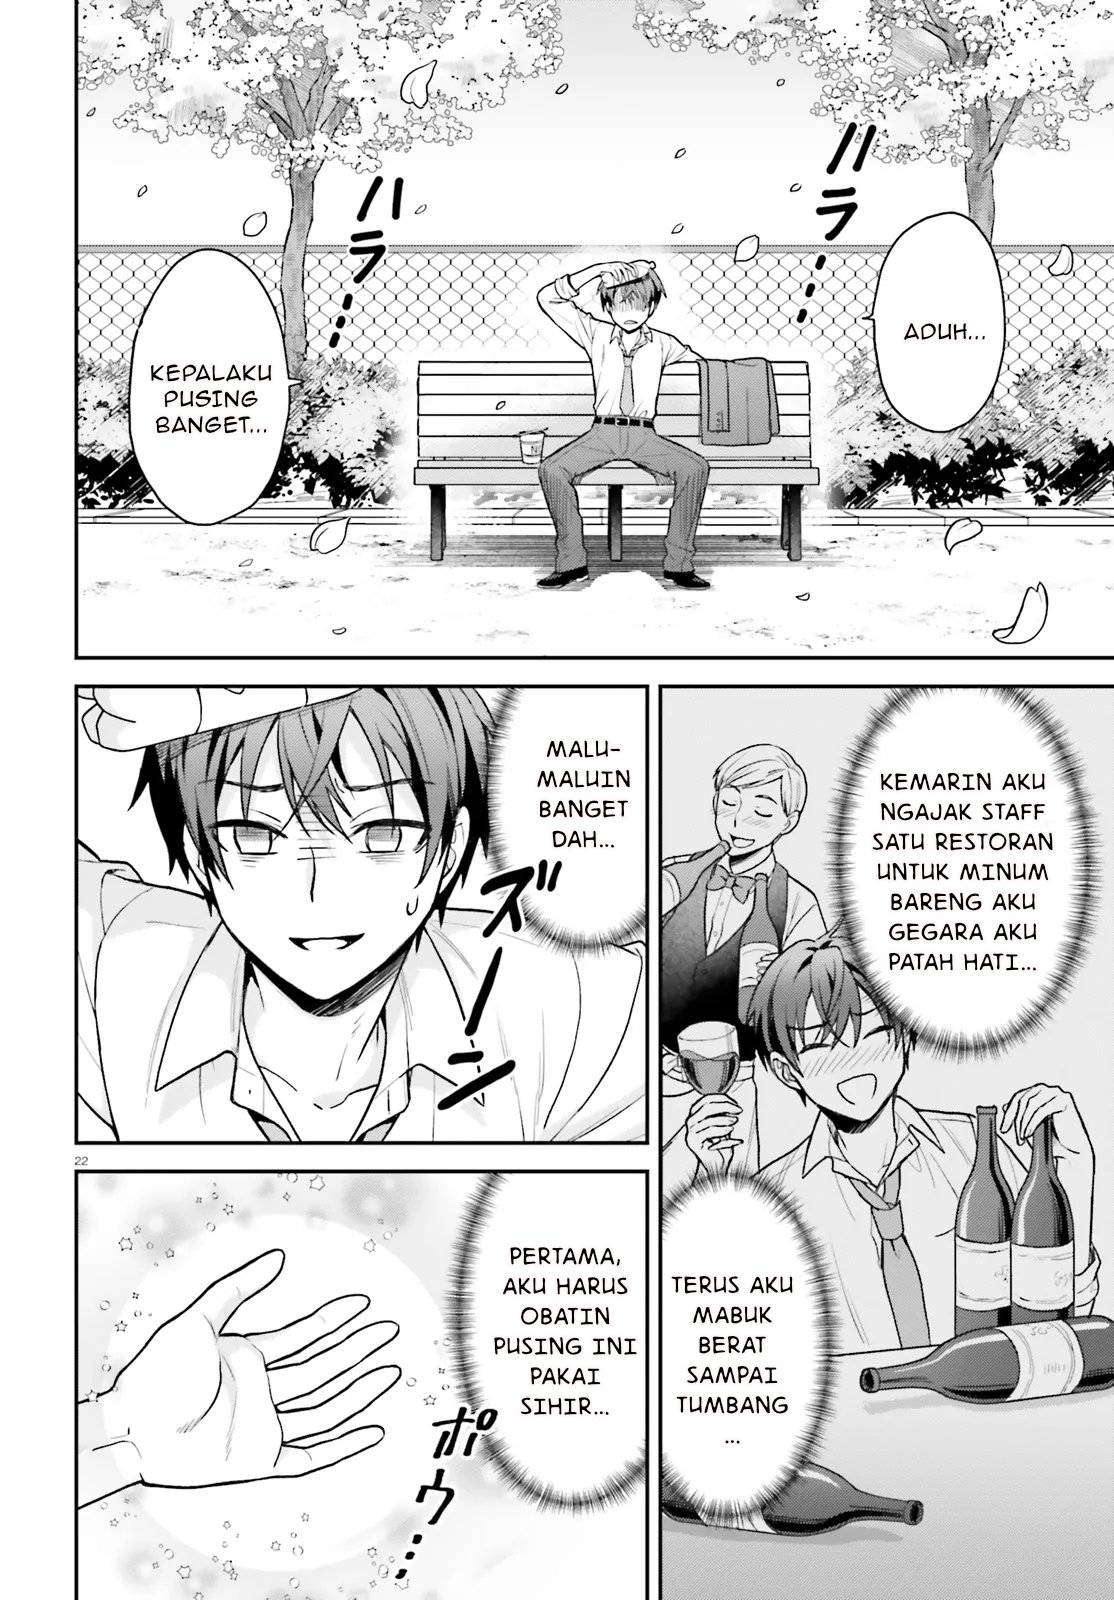 ADUH...
ハラ
ハラ
KEPALAKU
PUSING
BANGET...
N
KEMARIN AKU
NGAJAK STAFF
SATU RESTORAN
UNTUK MINUM
BARENG AKU
GEGARA AKU
PATAH HATI...
TERUS AKU
MABUK
BERAT
SAMPAI
TUMBANG
...
MALU-
MALUIN
BANGET
DAH...
ズーン
22
PERTAMA,
AKU HARUS
OBATIN
PUSING INI
PAKAI
SIHIR...
ポウ...